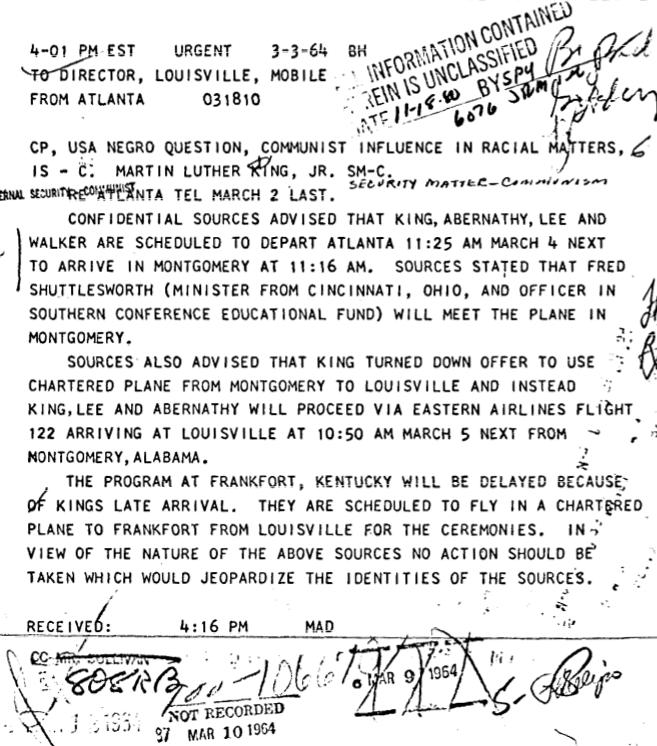 4-01 PM EST URGENT 3-3-64 BH
INFORMATION CONTAINED
TO DIRECTOR, LOUISVILLE, MOBILE
REIN IS UNCLASSIFIED
FROM ATLANTA 031810
ATE 11-18-80 BY SP4
6076
CP, USA NEGRO QUESTION, COMMUNIST INFLUENCE IN RACIAL MATTERS,
IS - C. MARTIN LUTHER KING, JR. SM-C.
SECURITY MATTER-COMMUNISM
ERNAL SECURITY-COMMUNIST
RE ATLANTA TEL MARCH 2 LAST.
CONFIDENTIAL SOURCES ADVISED THAT KING, ABERNATHY, LEE AND
WALKER ARE SCHEDULED TO DEPART ATLANTA 11:25 AM MARCH 4 NEXT
TO ARRIVE IN MONTGOMERY AT 11:16 AM. SOURCES STATED THAT FRED
SHUTTLESWORTH (MINISTER FROM CINCINNATI, OHIO, AND OFFICER IN
SOUTHERN CONFERENCE EDUCATIONAL FUND) WILL MEET THE PLANE IN
MONTGOMERY.
SOURCES ALSO ADVISED THAT KING TURNED DOWN OFFER TO USE
CHARTERED PLANE FROM MONTGOMERY TO LOUISVILLE AND INSTEAD
KING, LEE AND ABERNATHY WILL PROCEED VIA EASTERN AIRLINES FLIGHT
122 ARRIVING AT LOUISVILLE AT 10:50 AM MARCH 5 NEXT FROM
MONTGOMERY, ALABAMA.
THE PROGRAM AT FRANKFORT, KENTUCKY WILL BE DELAYED BECAUSE
OF KINGS LATE ARRIVAL. THEY ARE SCHEDULED TO FLY IN A CHARTERED
PLANE TO FRANKFORT FROM LOUISVILLE FOR THE CEREMONIES. IN
VIEW OF THE NATURE OF THE ABOVE SOURCES NO ACTION SHOULD BE
TAKEN WHICH WOULD JEOPARDIZE THE IDENTITIES OF THE SOURCES.
RECEIVED: 4:16 PM MAD
CC-MR. SULLIVAN
6 MAR 9 1964
NOT RECORDED
87 MAR 10 1964